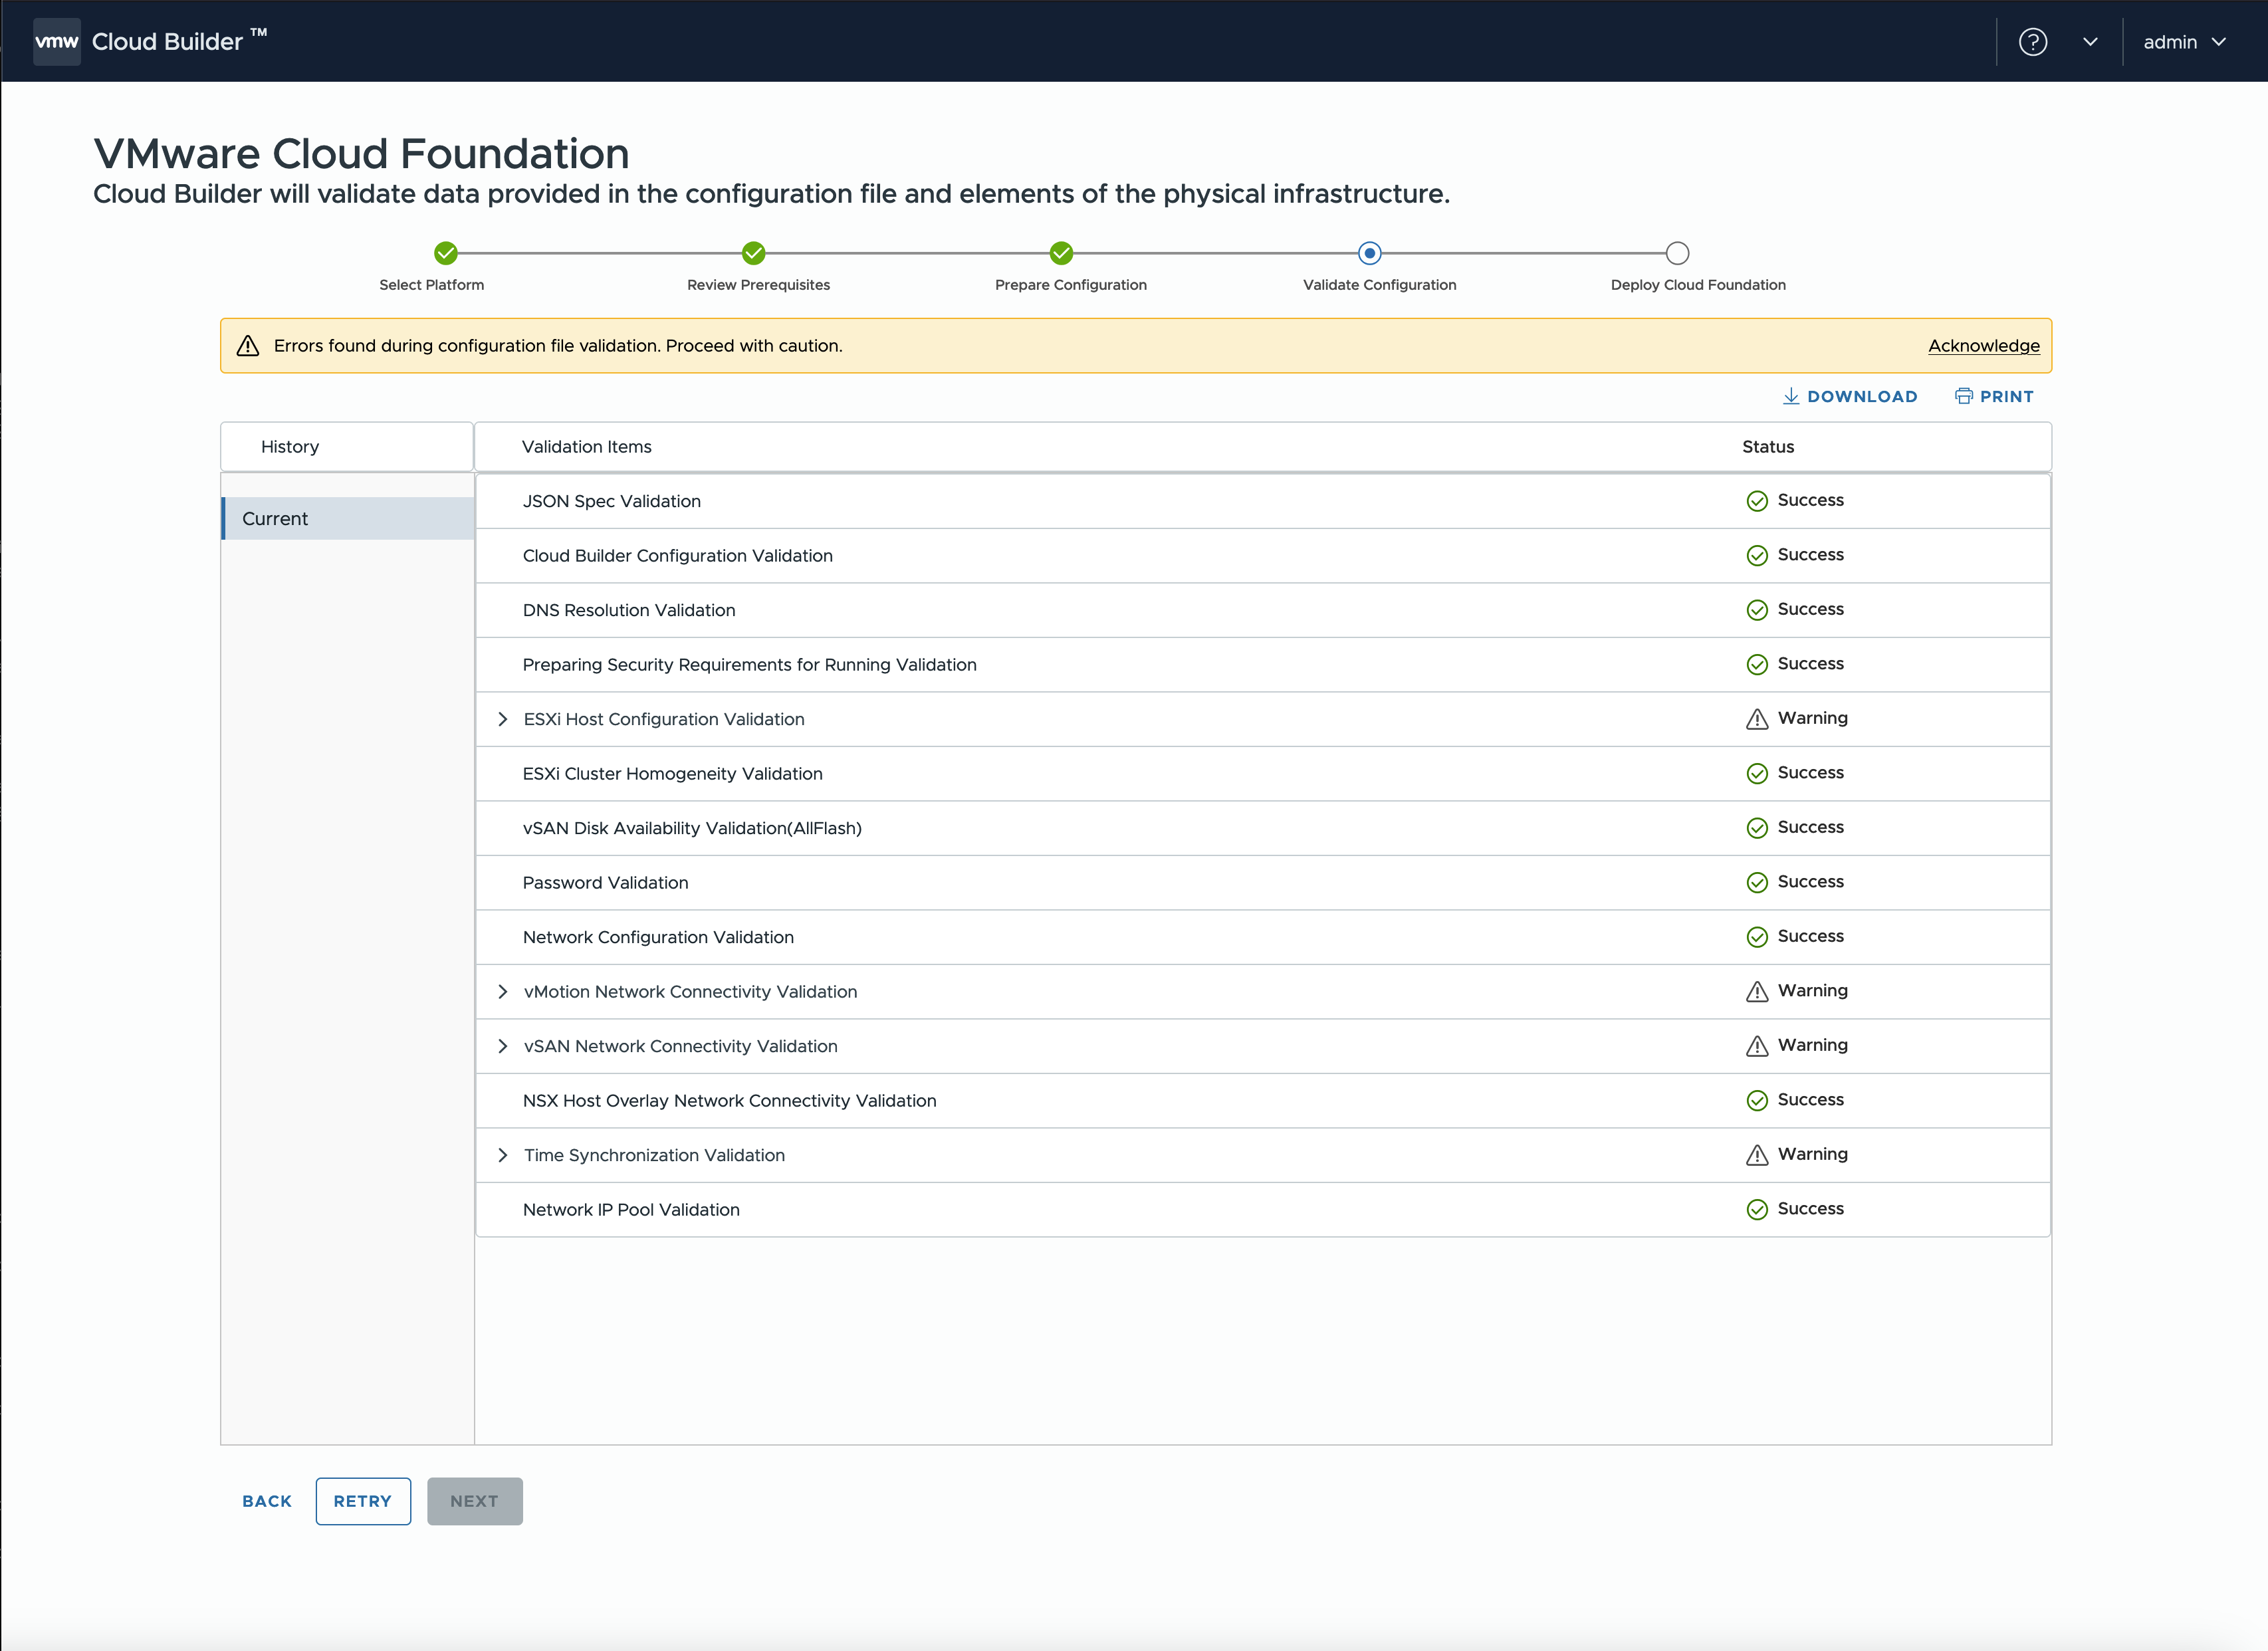 vmw Cloud Builder ™
admin
VMware Cloud Foundation
Cloud Builder will validate data provided in the configuration file and elements of the physical infrastructure.
Select Platform
Review Prerequisites
Prepare Configuration
Validate Configuration
Deploy Cloud Foundation
Errors found during configuration file validation. Proceed with caution.
Acknowledge
DOWNLOAD
PRINT
History
Validation Items
Status
Current
JSON Spec Validation
Success
Cloud Builder Configuration Validation
Success
DNS Resolution Validation
Success
Preparing Security Requirements for Running Validation
Success
ESXi Host Configuration Validation
Warning
ESXi Cluster Homogeneity Validation
Success
vSAN Disk Availability Validation(AllFlash)
Success
Password Validation
Success
Network Configuration Validation
Success
vMotion Network Connectivity Validation
Warning
vSAN Network Connectivity Validation
Warning
NSX Host Overlay Network Connectivity Validation
Success
Time Synchronization Validation
Warning
Network IP Pool Validation
Success
BACK
RETRY
NEXT